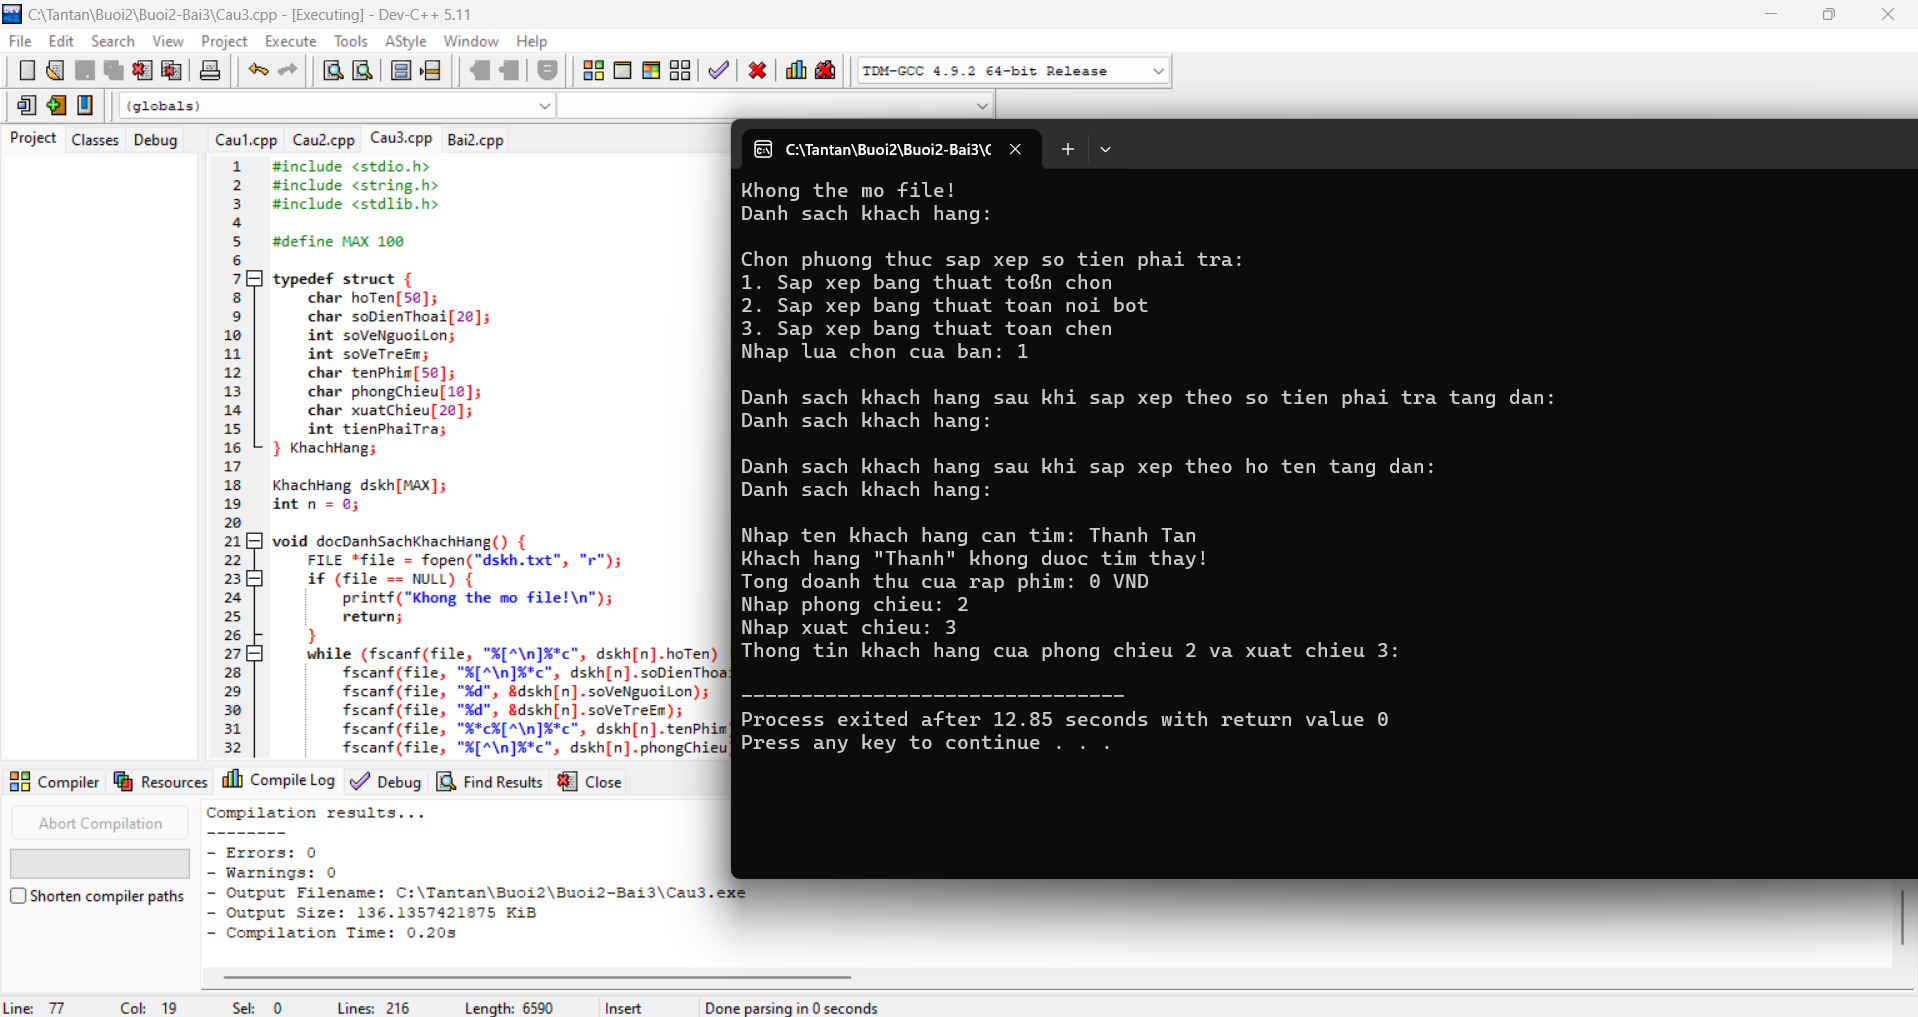 C:\Tantan\Buoi2\Buoi2-Bai3\Cau3.cpp - [Executing] - Dev-C++ 5.11
File Edit Search View Project Execute Tools AStyle Window Help
TDM-GCC 4.9.2 64-bit Release
(globals)
Project Classes Debug
Cau1.cpp Cau2.cpp Cau3.cpp Bai2.cpp
1 #include <stdio.h>
2 #include <string.h>
3 #include <stdlib.h>
4
5 #define MAX 100
6
7 typedef struct {
8 char hoTen[50];
9 char soDienThoai[20];
10 int soVeNguoiLon;
11 int soVeTreEm;
12 char tenPhim[50];
13 char phongChieu[10];
14 char xuatChieu[20];
15 int tienPhaiTra;
16 } KhachHang;
17
18 KhachHang dskh[MAX];
19 int n = 0;
20
21 void docDanhSachKhachHang() {
22 FILE *file = fopen("dskh.txt", "r");
23 if (file == NULL) {
24 printf("Khong the mo file!\n");
25 return;
26 }
27 while (fscanf(file, "%[^\n]%*c", dskh[n].hoTen)
28 fscanf(file, "%[^\n]%*c", dskh[n].soDienThoa
29 fscanf(file, "%d", &dskh[n].soVeNguoiLon);
30 fscanf(file, "%d", &dskh[n].soVeTreEm);
31 fscanf(file, "%*c%[^\n]%*c", dskh[n].tenPhim
32 fscanf(file, "%[^\n]%*c", dskh[n].phongChieu
C:\Tantan\Buoi2\Buoi2-Bai3\C
Khong the mo file!
Danh sach khach hang:
Chon phuong thuc sap xep so tien phai tra:
1. Sap xep bang thuat toßn chon
2. Sap xep bang thuat toan noi bot
3. Sap xep bang thuat toan chen
Nhap lua chon cua ban: 1
Danh sach khach hang sau khi sap xep theo so tien phai tra tang dan:
Danh sach khach hang:
Danh sach khach hang sau khi sap xep theo ho ten tang dan:
Danh sach khach hang:
Nhap ten khach hang can tim: Thanh Tan
Khach hang "Thanh" khong duoc tim thay!
Tong doanh thu cua rap phim: 0 VND
Nhap phong chieu: 2
Nhap xuat chieu: 3
Thong tin khach hang cua phong chieu 2 va xuat chieu 3:
--------------------------------
Process exited after 12.85 seconds with return value 0
Press any key to continue . . .
Compiler Resources Compile Log Debug Find Results Close
Abort Compilation
Shorten compiler paths
Compilation results...
--------
- Errors: 0
- Warnings: 0
- Output Filename: C:\Tantan\Buoi2\Buoi2-Bai3\Cau3.exe
- Output Size: 136.1357421875 KiB
- Compilation Time: 0.20s
Line: 77 Col: 19 Sel: 0 Lines: 216 Length: 6590 Insert Done parsing in 0 seconds